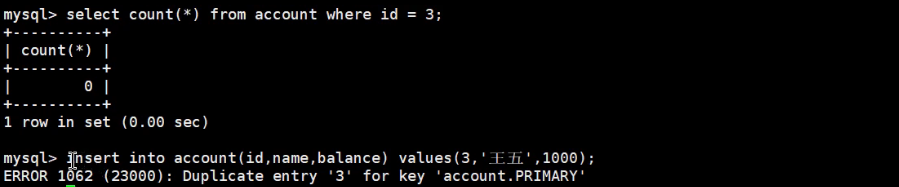 mysql> select count(*) from account where id = 3;
+----------+
| count(*) |
+----------+
|        0 |
+----------+
1 row in set (0.00 sec)
mysql> insert into account(id,name,balance) values(3,'王五',1000);
ERROR 1062 (23000): Duplicate entry '3' for key 'account.PRIMARY'